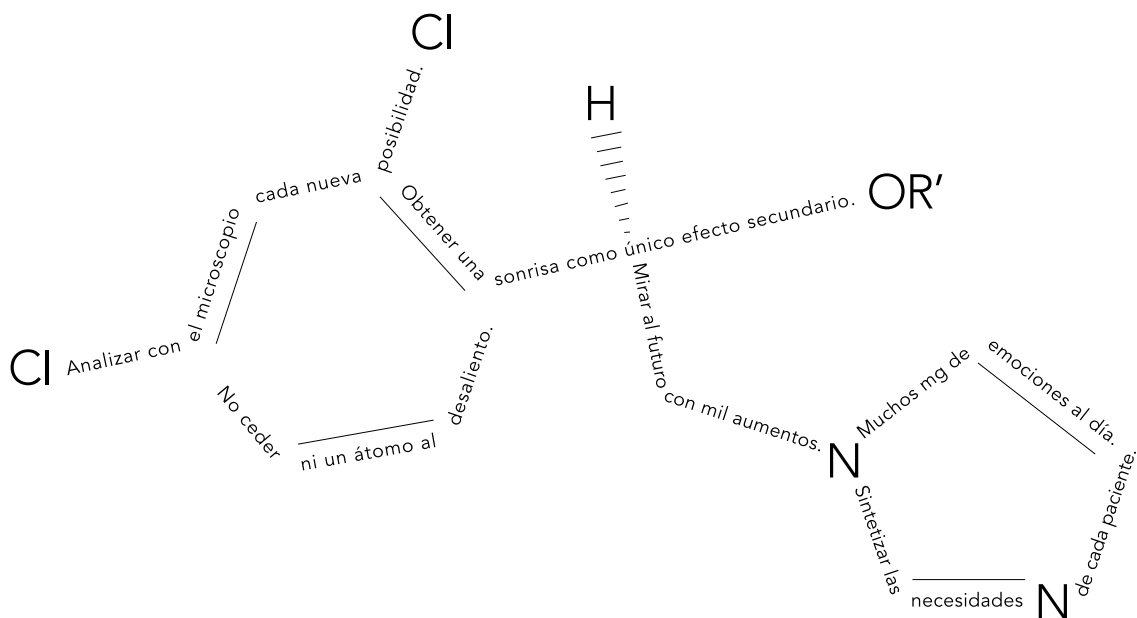 Cl
Analizar con
el microscopio
cada nueva
posibilidad.
Cl
Obtener una
sonrisa como único efecto secundario.
OR'
H
No ceder
ni un átomo al
desaliento.
Mirar al futuro
con mil aumentos.
N
Muchos mg de
emociones al día.
Sintetizar las
necesidades
N
de cada paciente.